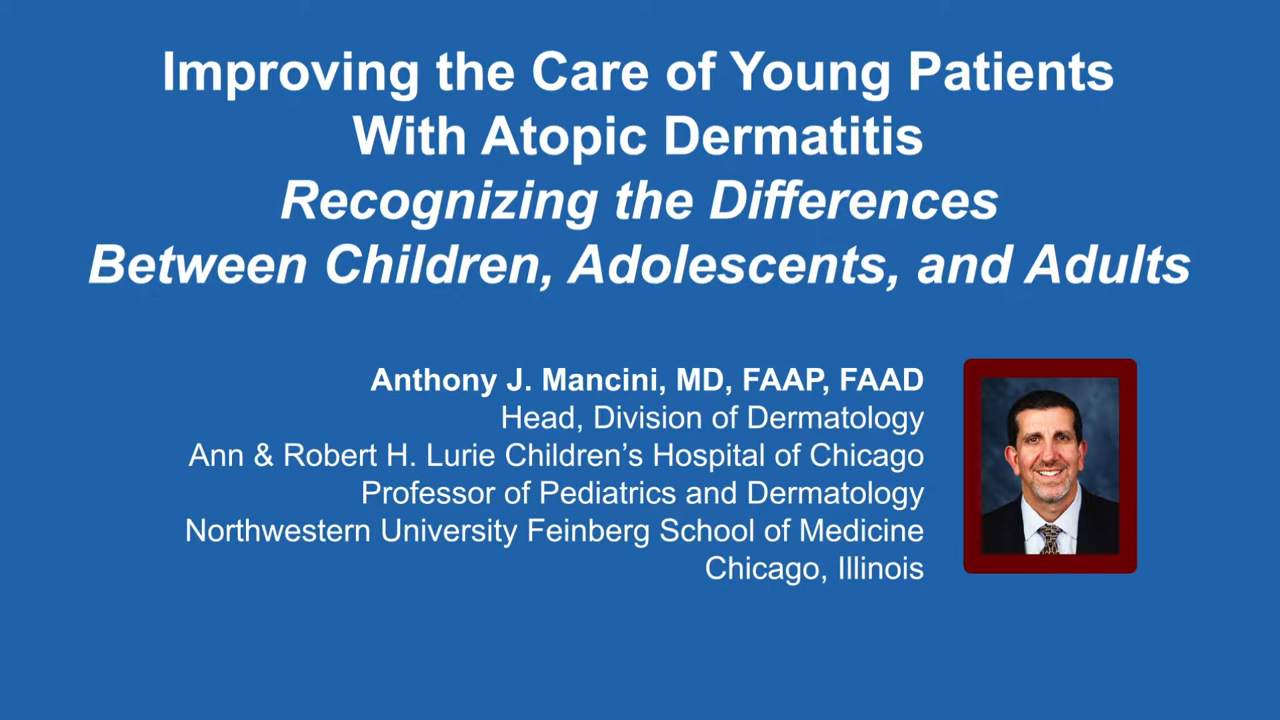 Improving the Care of Young Patients
With Atopic Dermatitis
Recognizing the Differences
Between Children, Adolescents, and Adults
Anthony J. Mancini, MD, FAAP, FAAD
Head, Division of Dermatology
Ann & Robert H. Lurie Children’s Hospital of Chicago
Professor of Pediatrics and Dermatology
Northwestern University Feinberg School of Medicine
Chicago, Illinois